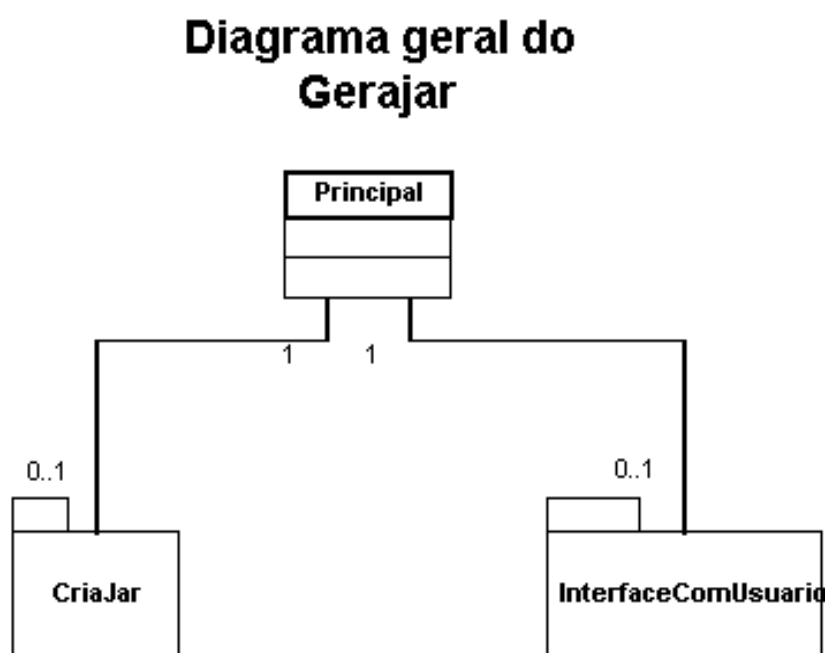 Diagrama geral do
Gerajar
Principal
1
1
0..1
0..1
CriaJar
InterfaceComUsuario